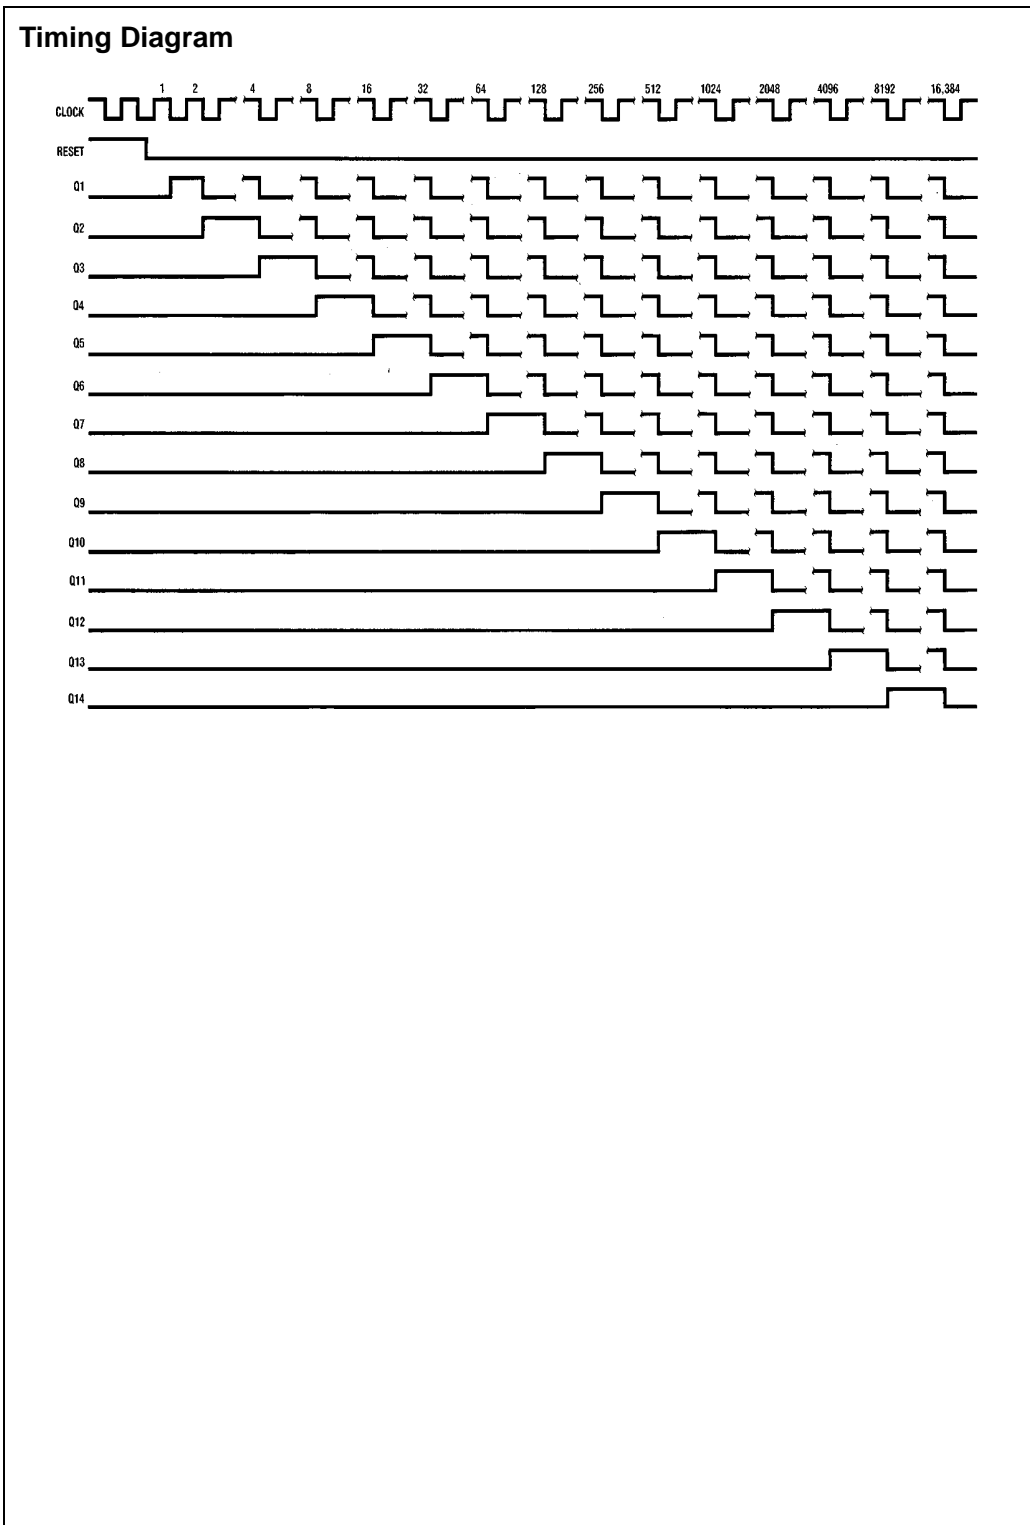 Timing Diagram
1 2 4 8 16 32 64 128 256 512 1024 2048 4096 8192 16,384
CLOCK
RESET
Q1
Q2
Q3
Q4
Q5
Q6
Q7
Q8
Q9
Q10
Q11
Q12
Q13
Q14